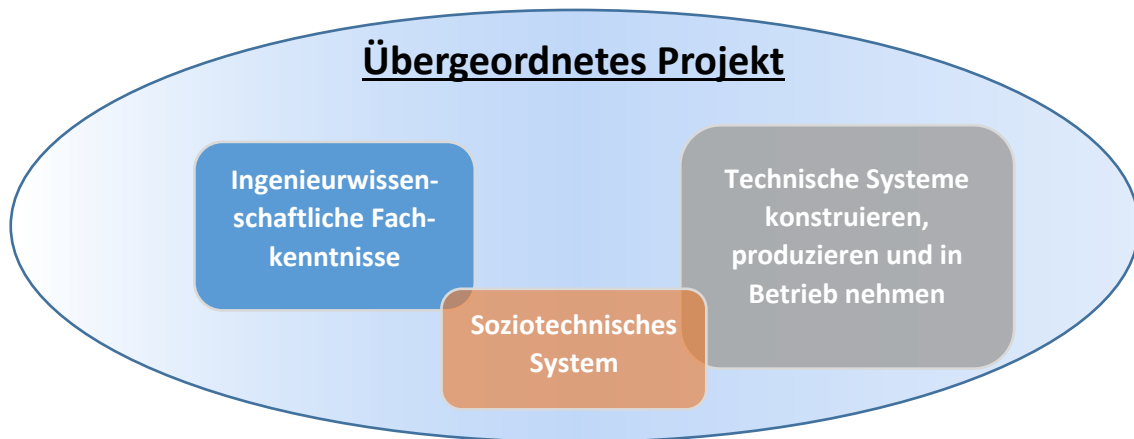 Übergeordnetes Projekt
Ingenieurwissen-
schaftliche Fach-
kenntnisse
Technische Systeme
konstruieren,
produzieren und in
Betrieb nehmen
Soziotechnisches
System